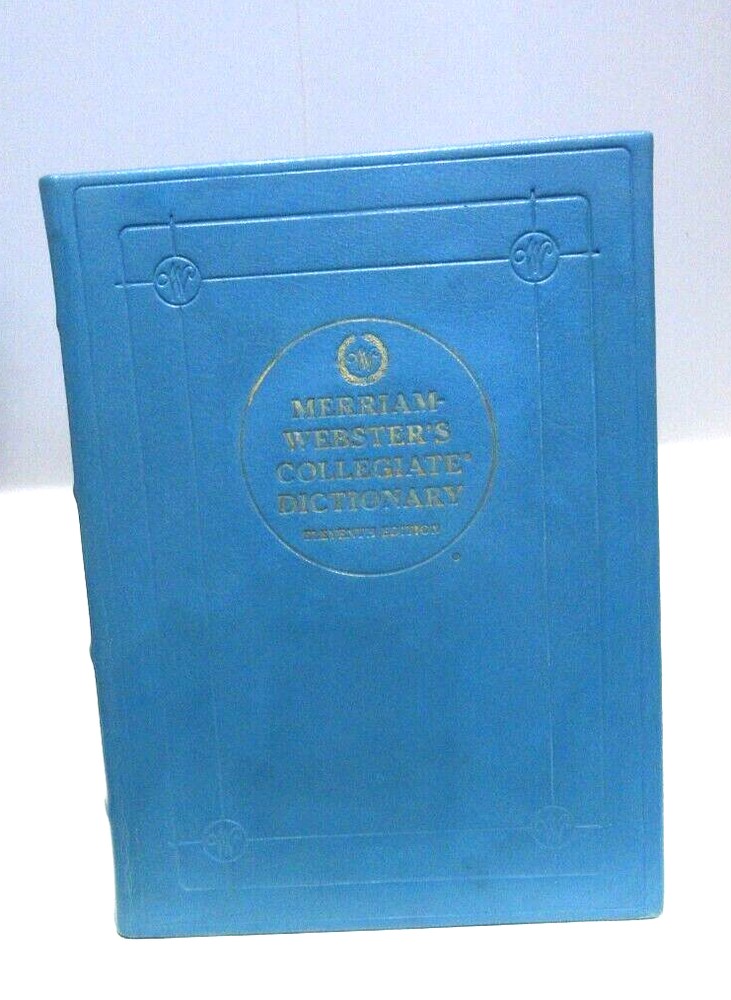 W W
W
MERRIAM-
WEBSTER'S
COLLEGIATE®
DICTIONARY
ELEVENTH EDITION
W W